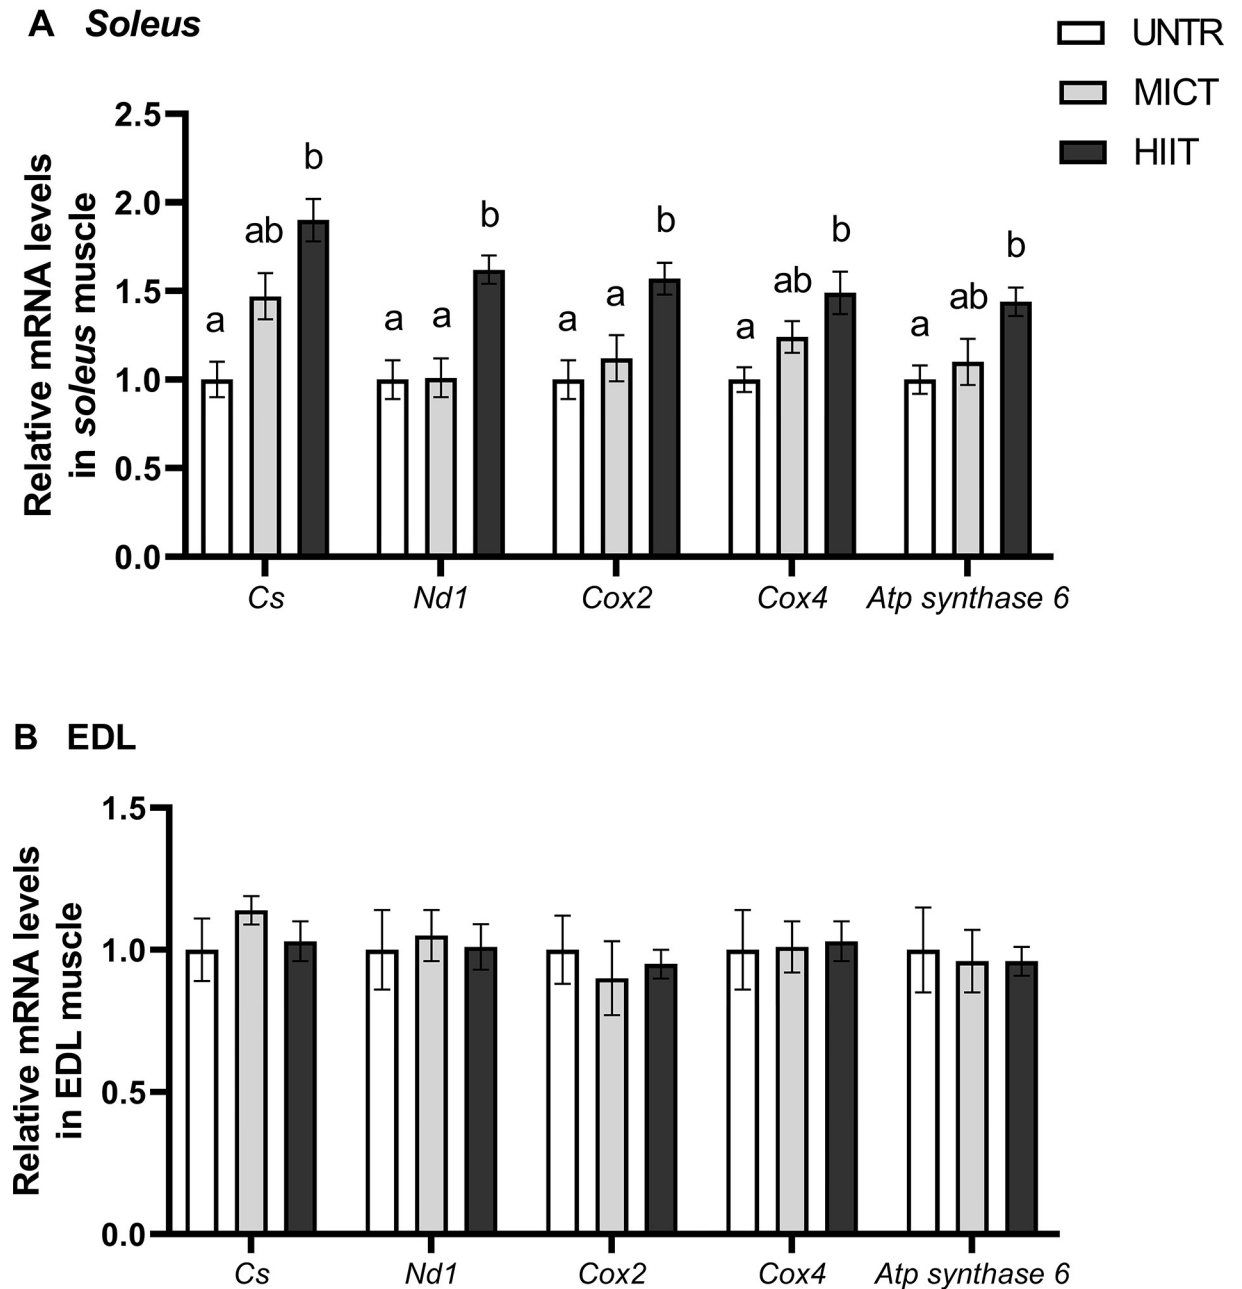 A Soleus
UNTR
MICT
HIIT
Relative mRNA levels
in soleus muscle
2.5
2.0
1.5
1.0
0.5
0.0
a ab b
a a b
a a b
a ab b
a ab b
Cs Nd1 Cox2 Cox4 Atp synthase 6
B EDL
Relative mRNA levels
in EDL muscle
1.5
1.0
0.5
0.0
Cs Nd1 Cox2 Cox4 Atp synthase 6